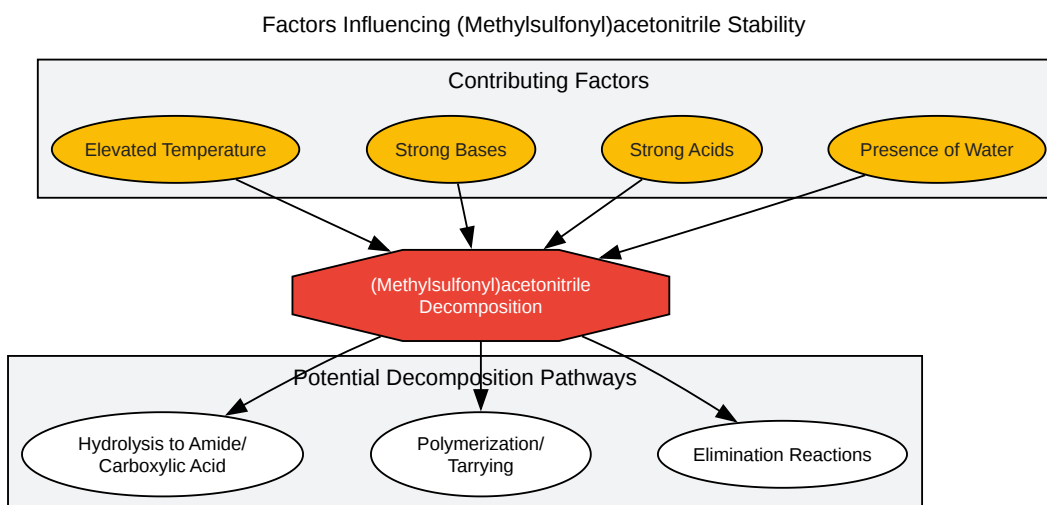 Factors Influencing (Methylsulfonyl)acetonitrile Stability
Contributing Factors
Elevated Temperature
Strong Bases
Strong Acids
Presence of Water
(Methylsulfonyl)acetonitrile
Decomposition
Potential Decomposition Pathways
Hydrolysis to Amide/
Carboxylic Acid
Polymerization/
Tarrying
Elimination Reactions